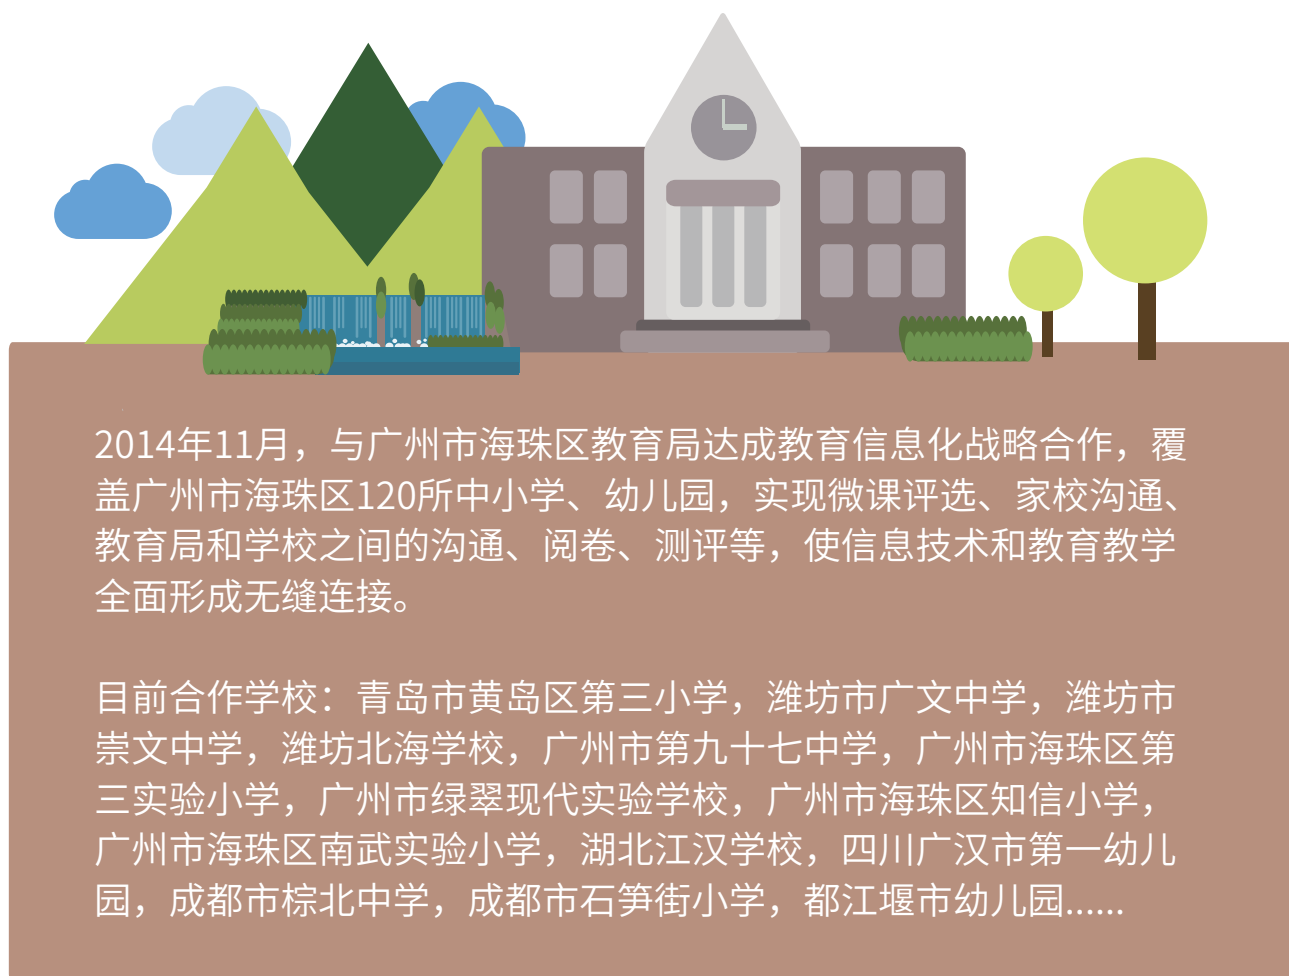 2014年11月，与广州市海珠区教育局达成教育信息化战略合作，覆
盖广州市海珠区120所中小学、幼儿园，实现微课评选、家校沟通、
教育局和学校之间的沟通、阅卷、测评等，使信息技术和教育教学
全面形成无缝连接。
目前合作学校：青岛市黄岛区第三小学，潍坊市广文中学，潍坊市
崇文中学，潍坊北海学校，广州市第九十七中学，广州市海珠区第
三实验小学，广州市绿翠现代实验学校，广州市海珠区知信小学，
广州市海珠区南武实验小学，湖北江汉学校，四川广汉市第一幼儿
园，成都市棕北中学，成都市石笋街小学，都江堰市幼儿园......